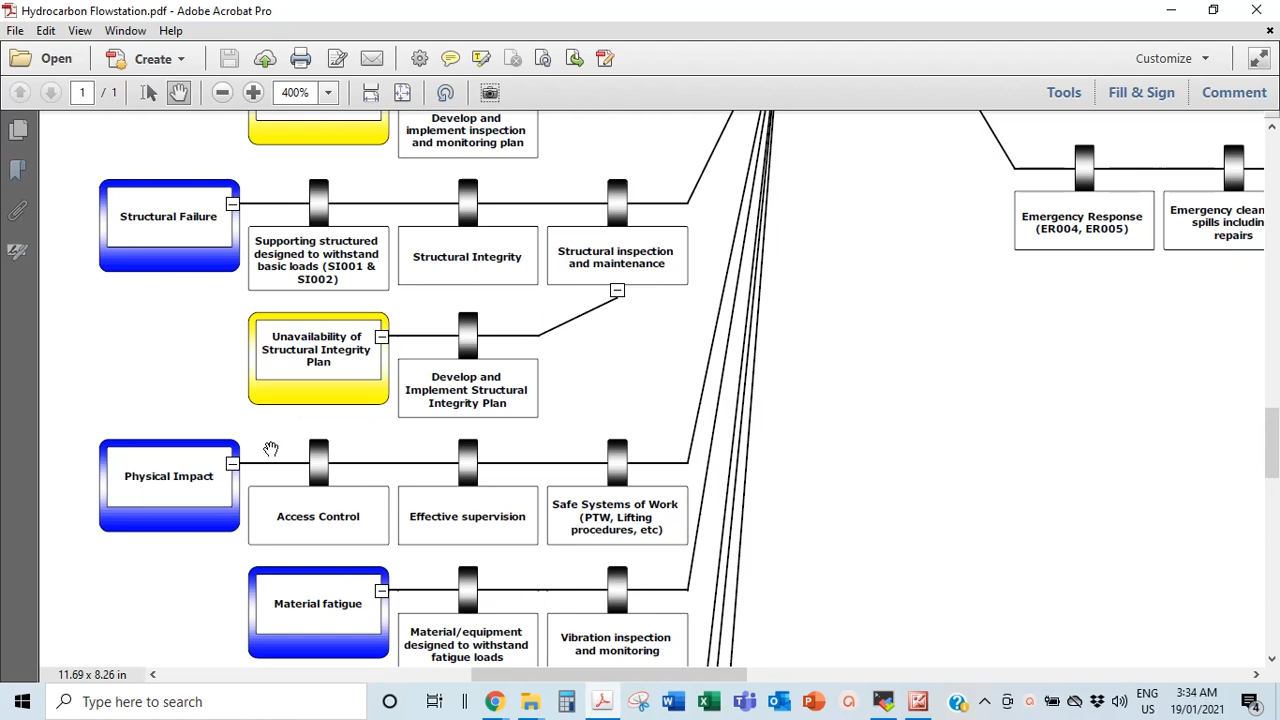 Hydrocarbon Flowstation.pdf - Adobe Acrobat Pro
File Edit View Window Help
Open Create Customize
1 / 1 400% Tools Fill & Sign Comment
Develop and
implement inspection
and monitoring plan
Structural Failure
Supporting structured
designed to withstand
basic loads (SI001 &
SI002)
Structural Integrity
Structural inspection
and maintenance
Emergency Response
(ER004, ER005)
Emergency clean
spills includin
repairs
Unavailability of
Structural Integrity
Plan
Develop and
Implement Structural
Integrity Plan
Physical Impact
Access Control
Effective supervision
Safe Systems of Work
(PTW, Lifting
procedures, etc)
Material fatigue
Material/equipment
designed to withstand
fatigue loads
Vibration inspection
and monitoring
11.69 x 8.26 in
Type here to search
ENG
US
3:34 AM
19/01/2021
4